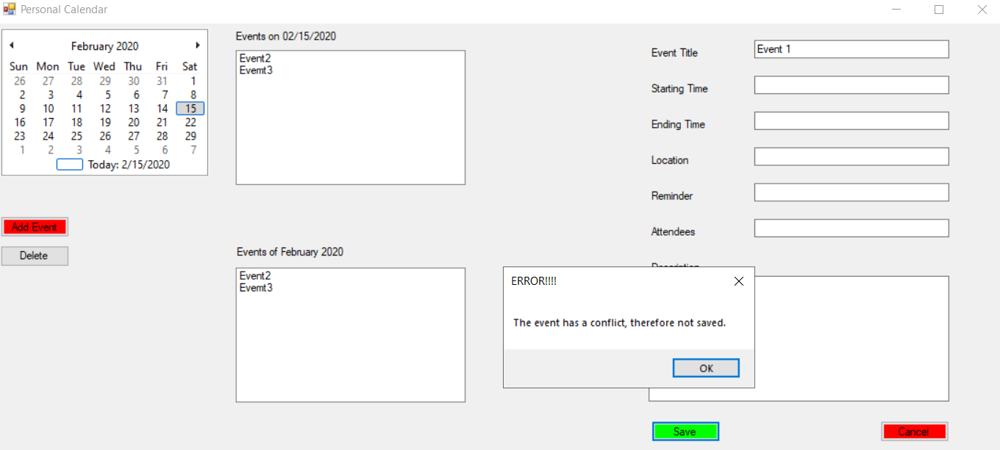 Personal Calendar
February 2020
Sun Mon Tue Wed Thu Fri Sat
26 27 28 29 30 31 1
2 3 4 5 6 7 8
9 10 11 12 13 14 15
16 17 18 19 20 21 22
23 24 25 26 27 28 29
1 2 3 4 5 6 7
Today: 2/15/2020
Add Event
Delete
Events on 02/15/2020
Event2
Evemt3
Events of February 2020
Event2
Evemt3
Event Title
Event 1
Starting Time
Ending Time
Location
Reminder
Attendees
Description
ERROR!!!!
The event has a conflict, therefore not saved.
OK
Save
Cancel